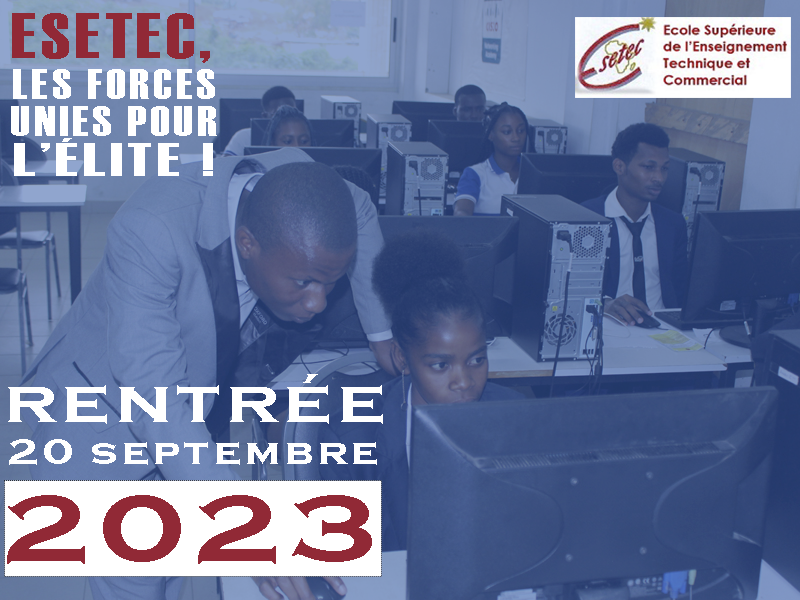 ESETEC,
LES FORCES
UNIES POUR
L'ÉLITE !
Esetec
Ecole Supérieure
de l'Enseignement
Technique et
Commercial
RENTRÉE
20 SEPTEMBRE
2023